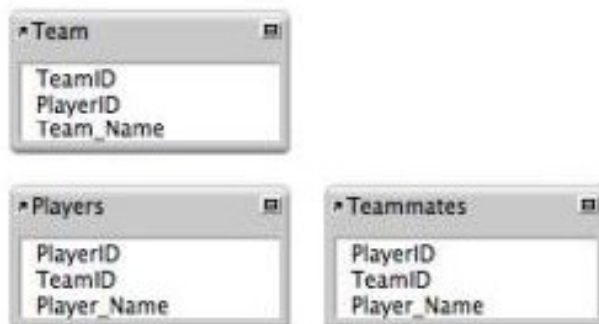 Team
TeamID
PlayerID
Team_Name
Players
PlayerID
TeamID
Player_Name
Teammates
PlayerID
TeamID
Player_Name